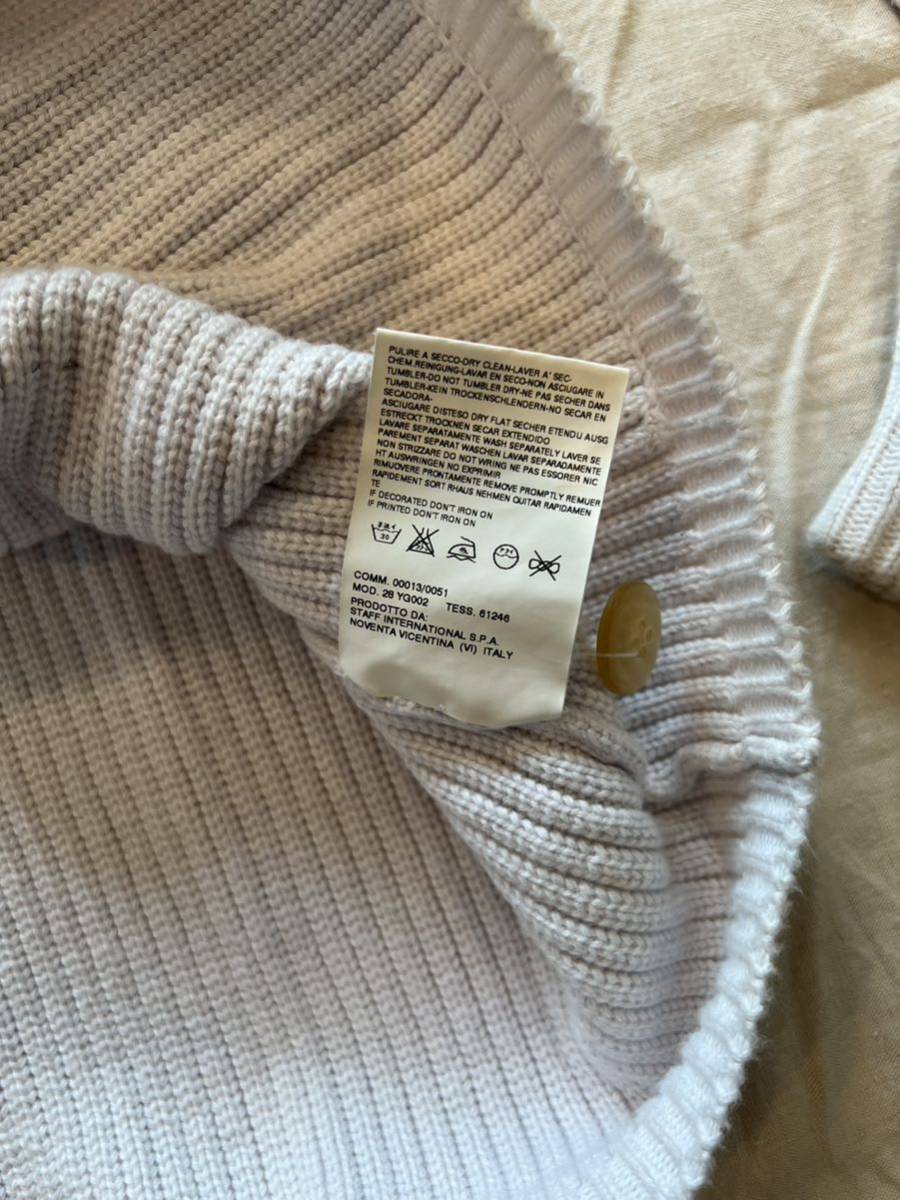 PULIRE A SECCO-DRY CLEAN-LAVER A' SEC-
CHEM.REINIGUNG-LAVAR EN SECO-NON ASCIUGARE IN
TUMBLER-DO NOT TUMBLER DRY-NE PAS SECHER DANS
TUMBLER-KEIN TROCKENSCHLENDERN-NO SECAR EN
SECADORA-
ASCIUGARE DISTESO DRY FLAT SECHER ETENDU AUSG
ESTRECKT TROCKNEN SECAR EXTENDIDO
LAVARE SEPARATAMENTE WASH SEPARATELY LAVER SE
PAREMENT SEPARAT WASCHEN LAVAR SEPARADAMENTE
NON STRIZZARE DO NOT WRING NE PAS ESSORER NIC
HT AUSWRINGEN NO EXPRIMIR
RIMUOVERE PRONTAMENTE REMOVE PROMPTLY REMUER
RAPIDEMENT SORT RHAUS NEHMEN QUITAR RAPIDAMEN
TE
IF DECORATED DON'T IRON ON
IF PRINTED DON'T IRON ON
30
COMM. 00013/0051
MOD. 28 YG002 TESS. 61246
PRODOTTO DA:
STAFF INTERNATIONAL S.P.A.
NOVENTA VICENTINA (VI) ITALY